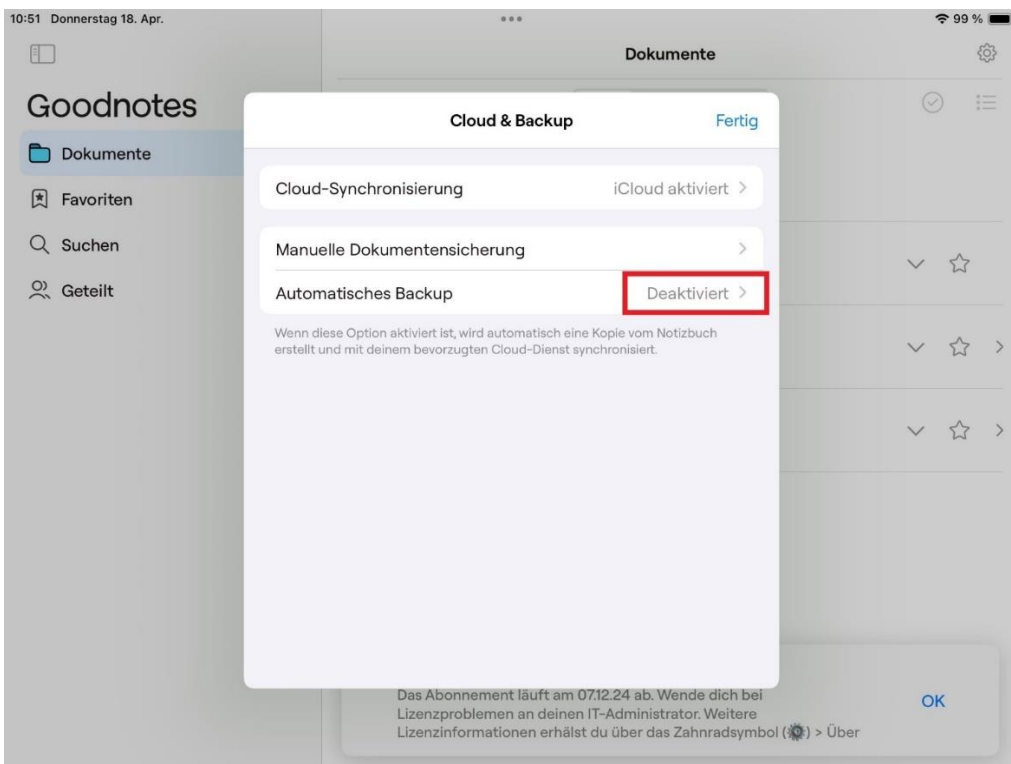 10:51 Donnerstag 18. Apr.
99 %
Dokumente
Goodnotes
Dokumente
Favoriten
Suchen
Geteilt
Cloud & Backup
Fertig
Cloud-Synchronisierung
iCloud aktiviert
Manuelle Dokumentensicherung
Automatisches Backup
Deaktiviert
Wenn diese Option aktiviert ist, wird automatisch eine Kopie vom Notizbuch
erstellt und mit deinem bevorzugten Cloud-Dienst synchronisiert.
Das Abonnement läuft am 07.12.24 ab. Wende dich bei
Lizenzproblemen an deinen IT-Administrator. Weitere
Lizenzinformationen erhälst du über das Zahnradsymbol (⚙) > Über
OK